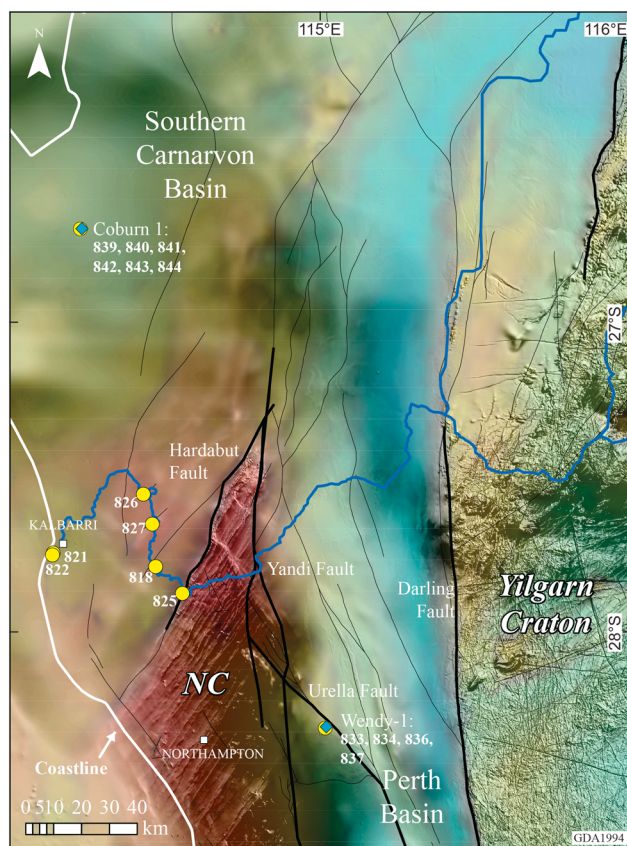 115°E
116°E
N
Southern
Carnarvon
Basin
Coburn 1:
839, 840, 841,
842, 843, 844
27°S
Hardabut
Fault
826
827
KALBARRI
821
822
818
825
Yandi Fault
Darling
Fault
Yilgarn
Craton
28°S
NC
Urella Fault
Wendy-1:
833, 834, 836,
837
NORTHAMPTON
Coastline
Perth
Basin
0 5 10 20 30 40
km
GDA1994